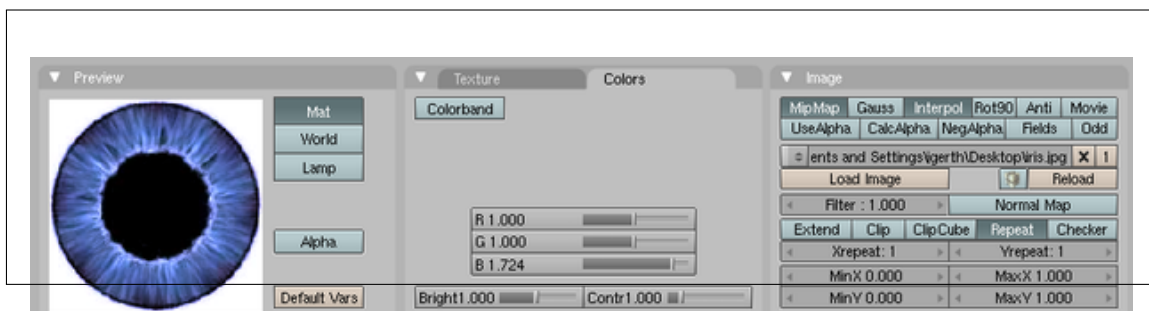 Preview
Mat
World
Lamp
Alpha
Default Vars
Texture Colors
Colorband
R 1.000
G 1.000
B 1.724
Bright1.000 Contr1.000
Image
MipMap Gauss Interpol Rot90 Anti Movie
UseAlpha CalcAlpha NegAlpha Fields Odd
ents and Settings\igerth\Desktop\iris.jpg X 1
Load Image Reload
Filter : 1.000 Normal Map
Extend Clip ClipCube Repeat Checker
Xrepeat: 1 Yrepeat: 1
MinX 0.000 MaxX 1.000
MinY 0.000 MaxY 1.000